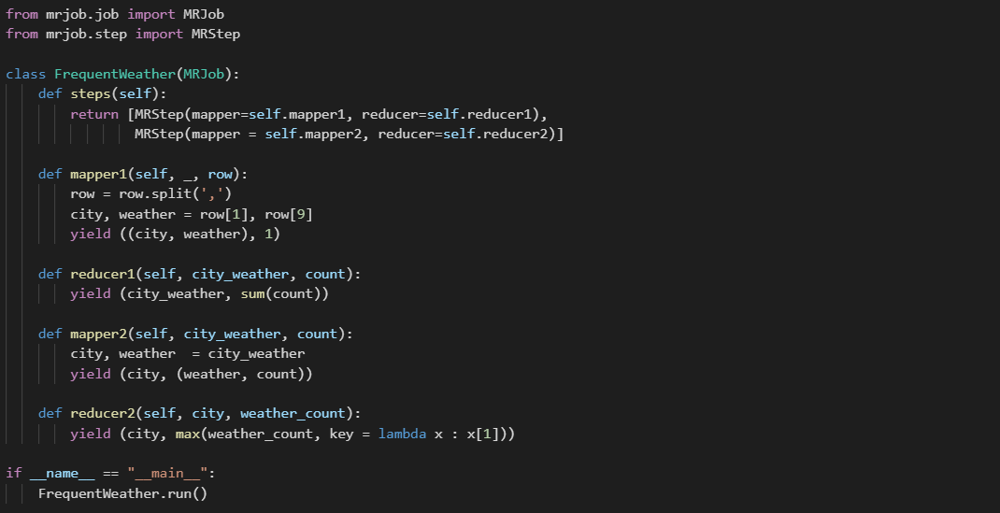 from mrjob.job import MRJob
from mrjob.step import MRStep

class FrequentWeather(MRJob):
    def steps(self):
        return [MRStep(mapper=self.mapper1, reducer=self.reducer1),
                MRStep(mapper = self.mapper2, reducer=self.reducer2)]

    def mapper1(self, _, row):
        row = row.split(',')
        city, weather = row[1], row[9]
        yield ((city, weather), 1)

    def reducer1(self, city_weather, count):
        yield (city_weather, sum(count))

    def mapper2(self, city_weather, count):
        city, weather  = city_weather
        yield (city, (weather, count))

    def reducer2(self, city, weather_count):
        yield (city, max(weather_count, key = lambda x : x[1]))

if __name__ == "__main__":
    FrequentWeather.run()